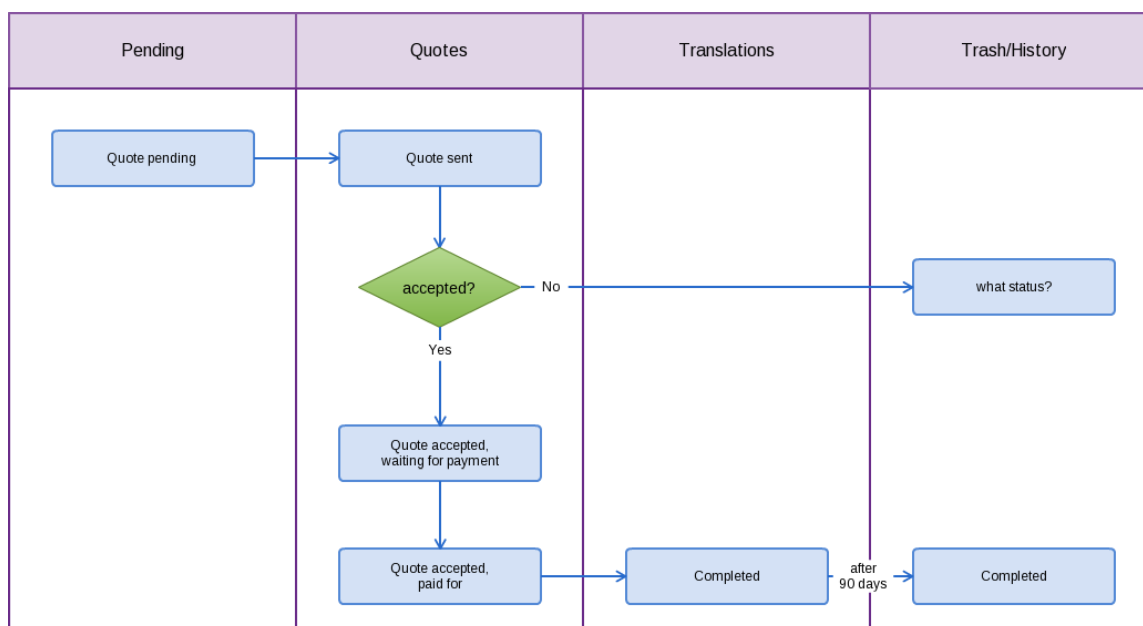 Pending
Quotes
Translations
Trash/History
Quote pending
Quote sent
accepted?
No
what status?
Yes
Quote accepted,
waiting for payment
Quote accepted,
paid for
Completed
after
90 days
Completed